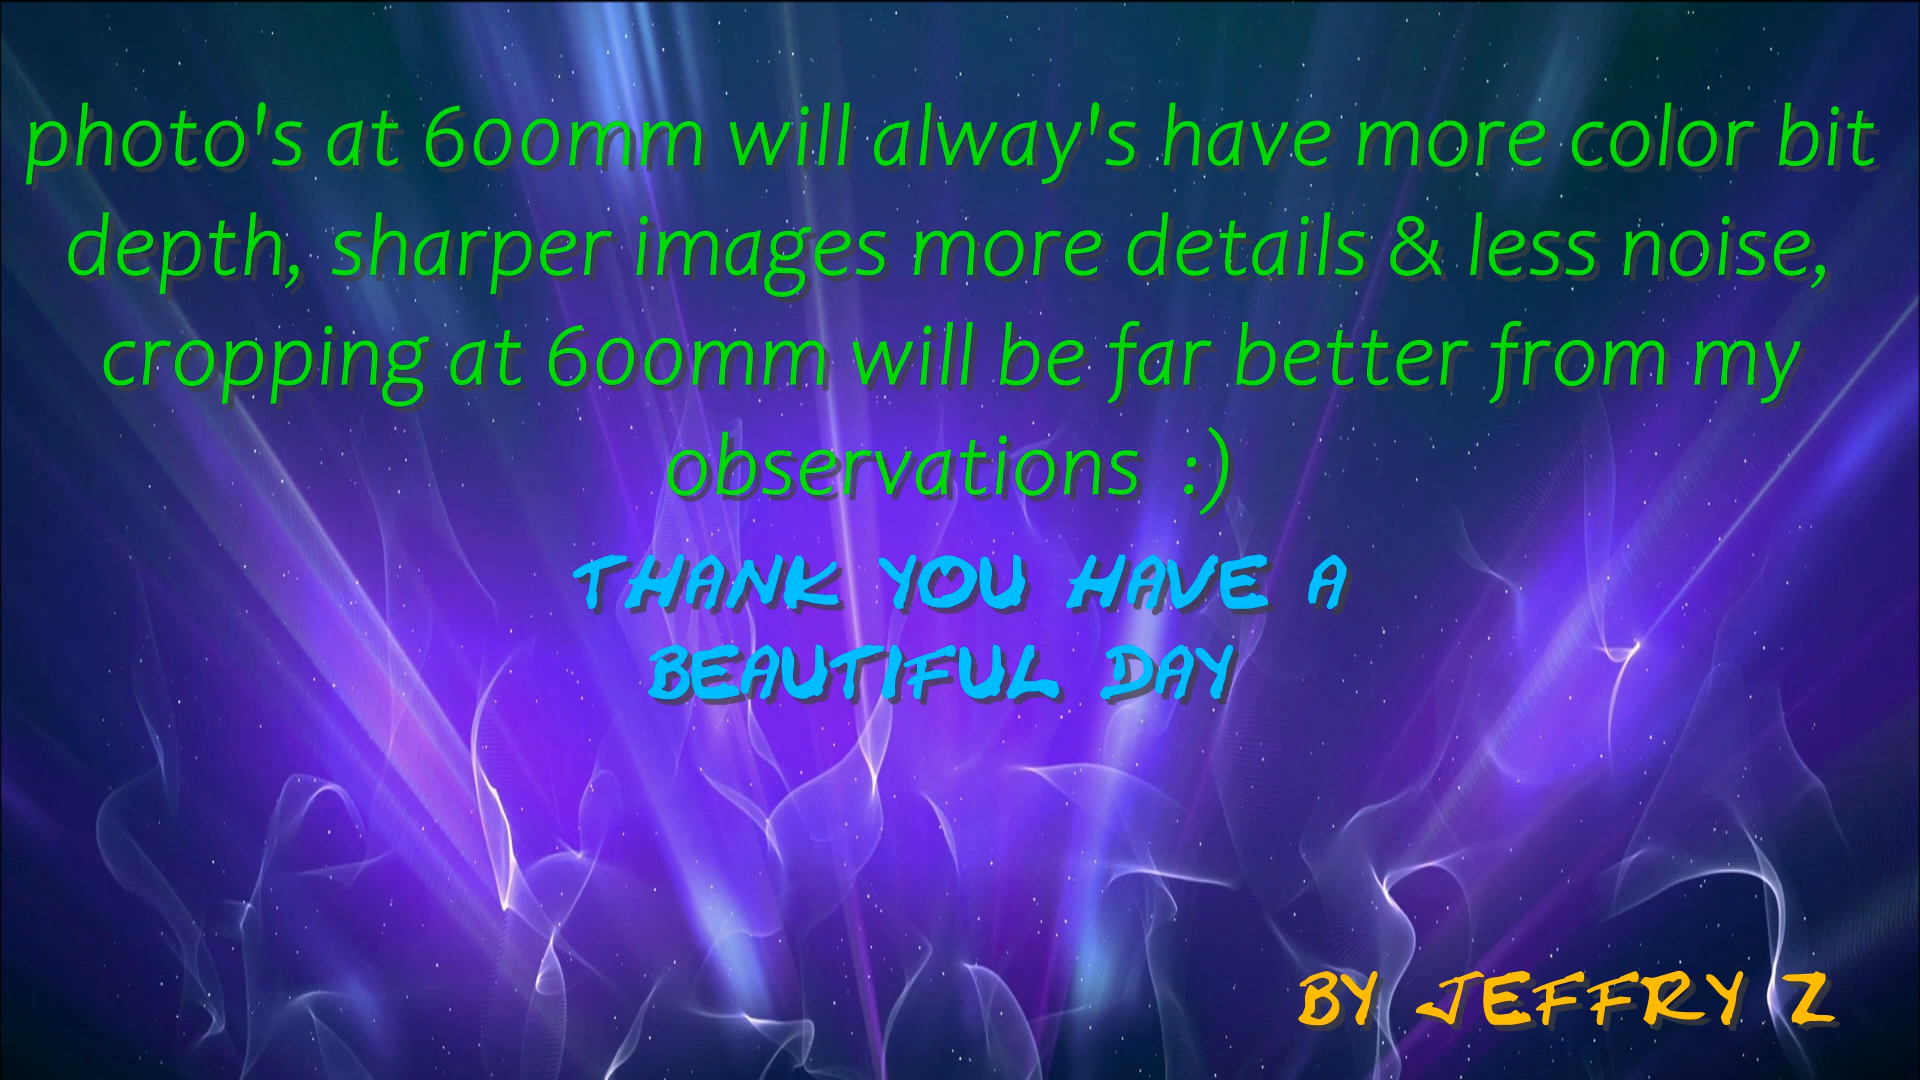 photo's at 600mm will alway's have more color bit
depth, sharper images more details & less noise,
cropping at 600mm will be far better from my
observations :)
THANK YOU HAVE A
BEAUTIFUL DAY
BY JEFFRY Z